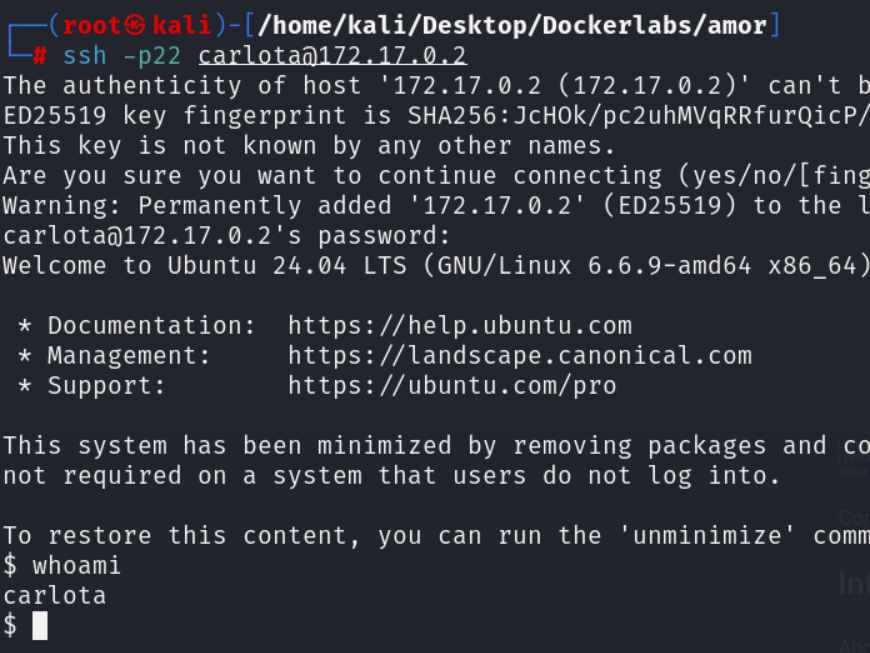 ┌──(root㉿kali)-[/home/kali/Desktop/Dockerlabs/amor]
└─# ssh -p22 carlota@172.17.0.2
The authenticity of host '172.17.0.2 (172.17.0.2)' can't b
ED25519 key fingerprint is SHA256:JcHOk/pc2uhMVqRRfurQicP/
This key is not known by any other names.
Are you sure you want to continue connecting (yes/no/[fing
Warning: Permanently added '172.17.0.2' (ED25519) to the l
carlota@172.17.0.2's password:
Welcome to Ubuntu 24.04 LTS (GNU/Linux 6.6.9-amd64 x86_64)
* Documentation: https://help.ubuntu.com
* Management: https://landscape.canonical.com
* Support: https://ubuntu.com/pro
This system has been minimized by removing packages and co
not required on a system that users do not log into.
To restore this content, you can run the 'unminimize' comm
$ whoami
carlota
$